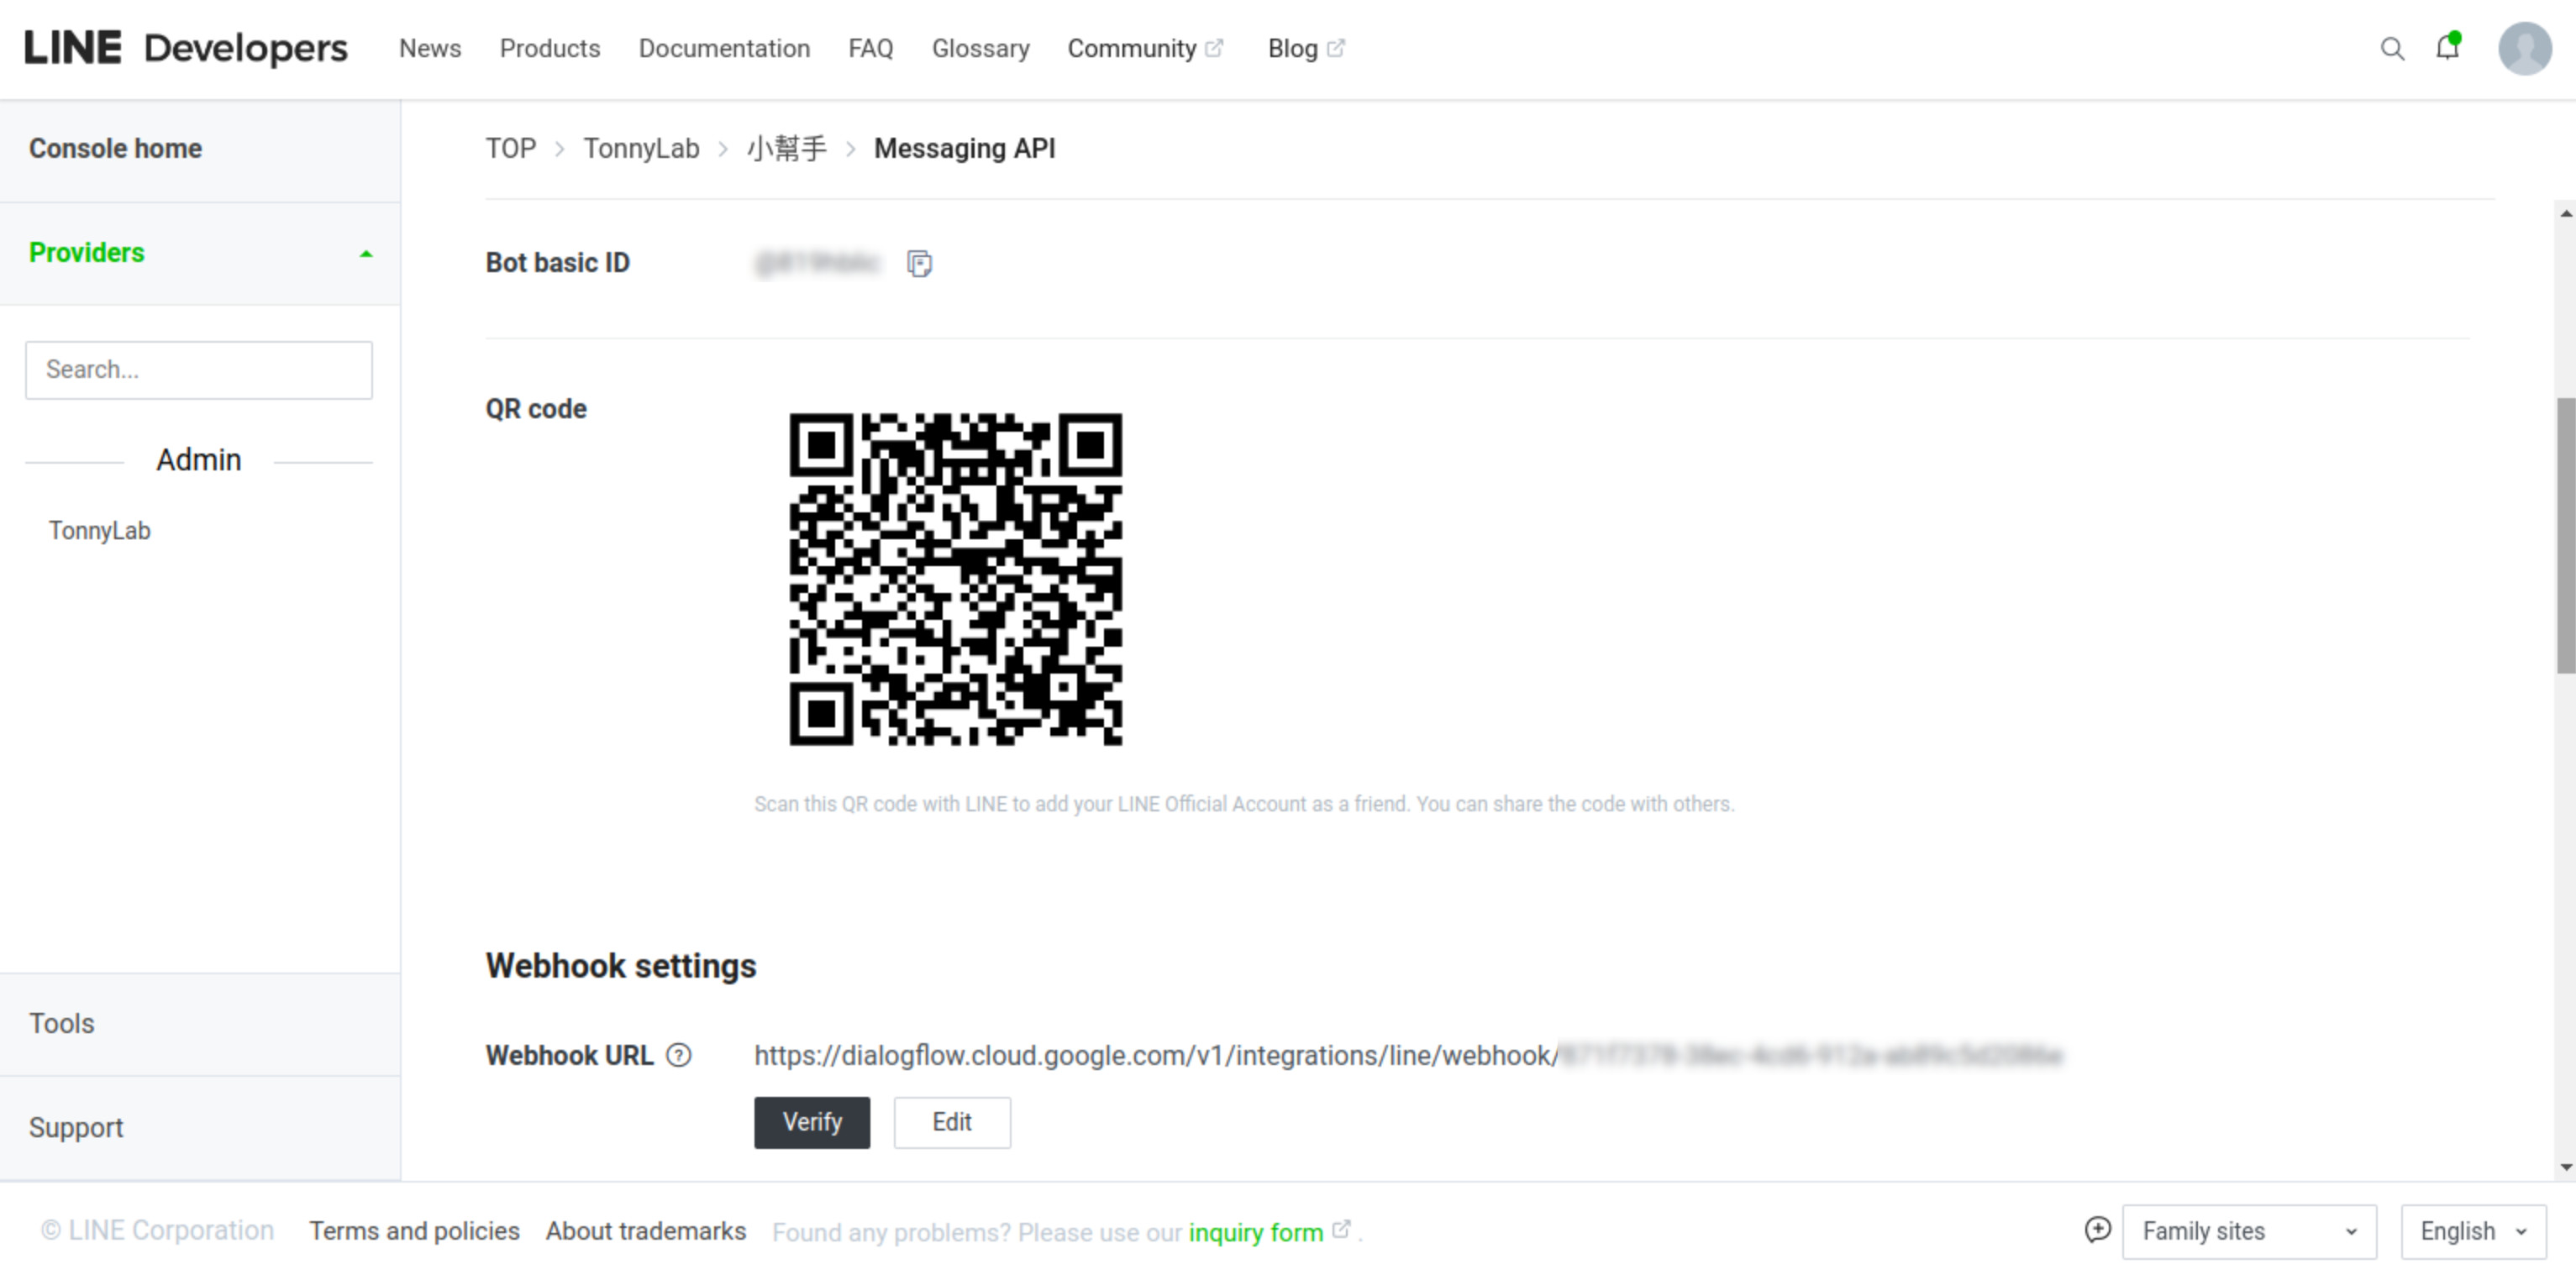 LINE Developers News Products Documentation FAQ Glossary Community Blog
Console home
Providers
Search...
Admin
TonnyLab
Tools
Support
TOP > TonnyLab > 小幫手 > Messaging API
Bot basic ID
QR code
Scan this QR code with LINE to add your LINE Official Account as a friend. You can share the code with others.
Webhook settings
Webhook URL ? https://dialogflow.cloud.google.com/v1/integrations/line/webhook/
Verify Edit
© LINE Corporation Terms and policies About trademarks Found any problems? Please use our inquiry form . Family sites English